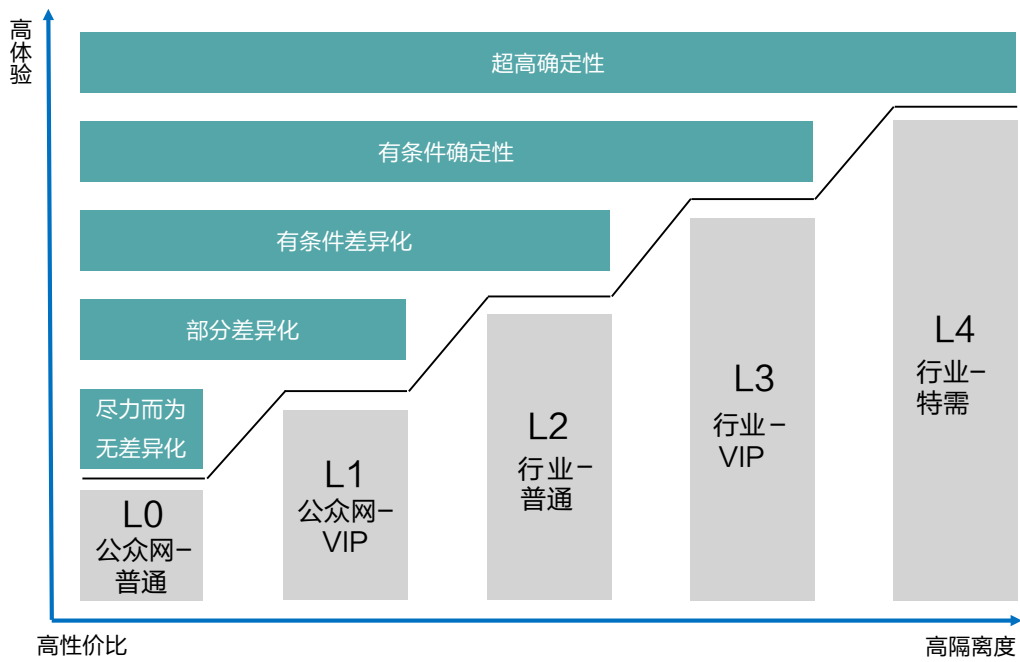 高体验
超高确定性
有条件确定性
有条件差异化
部分差异化
尽力而为
无差异化
L0
公众网-
普通
L1
公众网-
VIP
L2
行业-
普通
L3
行业-
VIP
L4
行业-
特需
高性价比
高隔离度